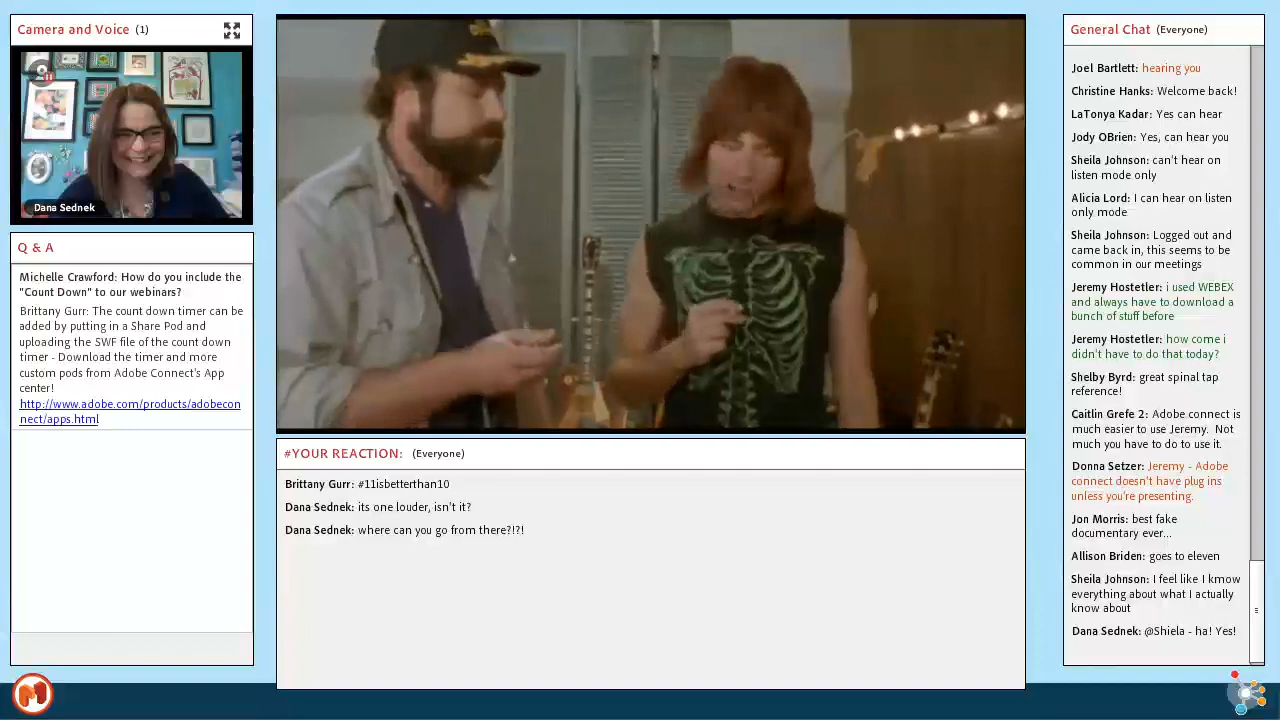 Camera and Voice (1)
Dana Sednek
Q & A
Michelle Crawford: How do you include the
"Count Down" to our webinars?
Brittany Gurr: The count down timer can be
added by putting in a Share Pod and
uploading the SWF file of the count down
timer - Download the timer and more
custom pods from Adobe Connect's App
center!
http://www.adobe.com/products/adobecon
nect/apps.html
#YOUR REACTION: (Everyone)
Brittany Gurr: #11isbetterthan10
Dana Sednek: its one louder, isn't it?
Dana Sednek: where can you go from there?!?!
General Chat (Everyone)
Joel Bartlett: hearing you
Christine Hanks: Welcome back!
LaTonya Kadar: Yes can hear
Jody OBrien: Yes, can hear you
Sheila Johnson: can't hear on
listen mode only
Alicia Lord: I can hear on listen
only mode
Sheila Johnson: Logged out and
came back in, this seems to be
common in our meetings
Jeremy Hostetler: i used WEBEX
and always have to download a
bunch of stuff before
Jeremy Hostetler: how come i
didn't have to do that today?
Shelby Byrd: great spinal tap
reference!
Caitlin Grefe 2: Adobe connect is
much easier to use Jeremy. Not
much you have to do to use it.
Donna Setzer: Jeremy - Adobe
connect doesn't have plug ins
unless you're presenting.
Jon Morris: best fake
documentary ever...
Allison Briden: goes to eleven
Sheila Johnson: I feel like I kmow
everything about what I actually
know about
Dana Sednek: @Shiela - ha! Yes!